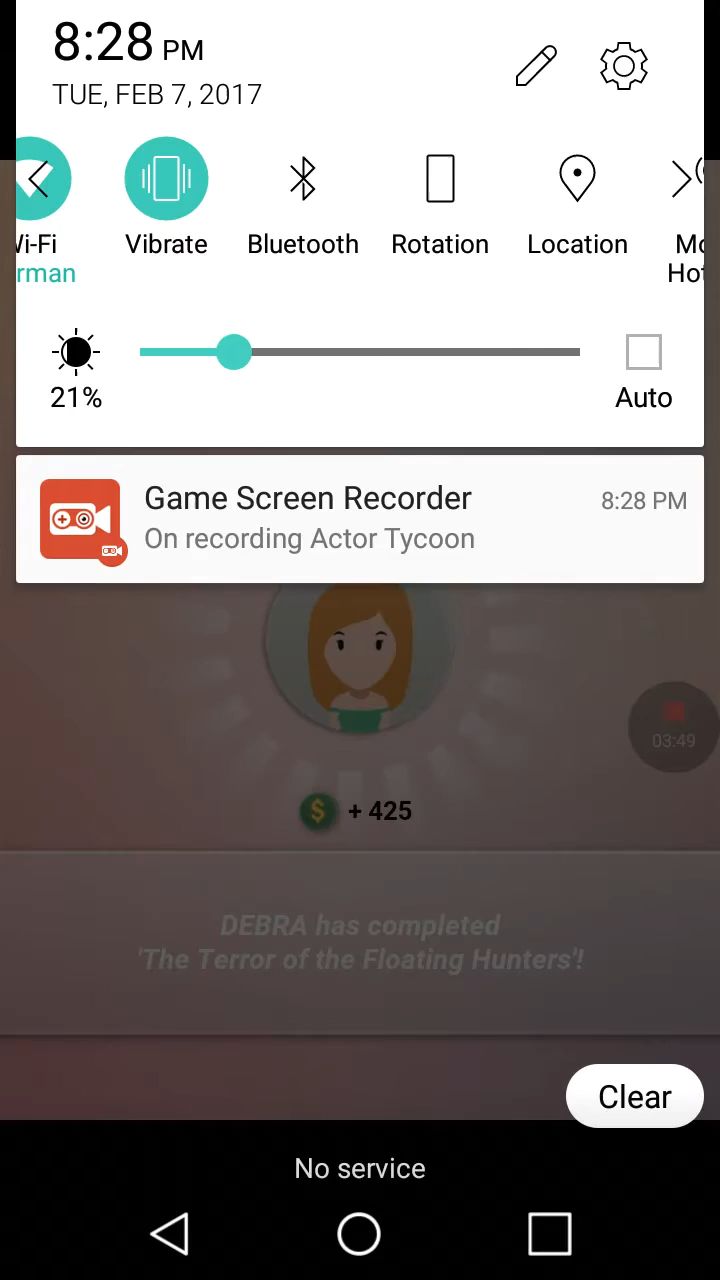 8:28 PM
TUE, FEB 7, 2017
Vibrate
Bluetooth
Rotation
Location
21%
Auto
Game Screen Recorder
8:28 PM
On recording Actor Tycoon
03:49
$ + 425
DEBRA has completed
'The Terror of the Floating Hunters'!
Clear
No service